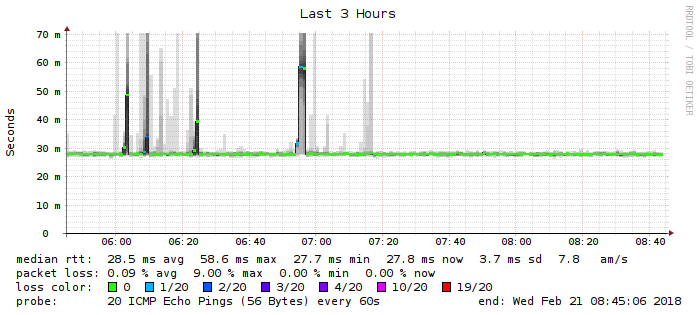 Last 3 Hours
RRDTOOL / TOBI OETIKER
Seconds
70 m
60 m
50 m
40 m
30 m
20 m
10 m
0
06:00 06:20 06:40 07:00 07:20 07:40 08:00 08:20 08:40
median rtt: 28.5 ms avg 58.6 ms max 27.7 ms min 27.8 ms now 3.7 ms sd 7.8 am/s
packet loss: 0.09 % avg 9.00 % max 0.00 % min 0.00 % now
loss color: 0 1/20 2/20 3/20 4/20 10/20 19/20
probe: 20 ICMP Echo Pings (56 Bytes) every 60s end: Wed Feb 21 08:45:06 2018